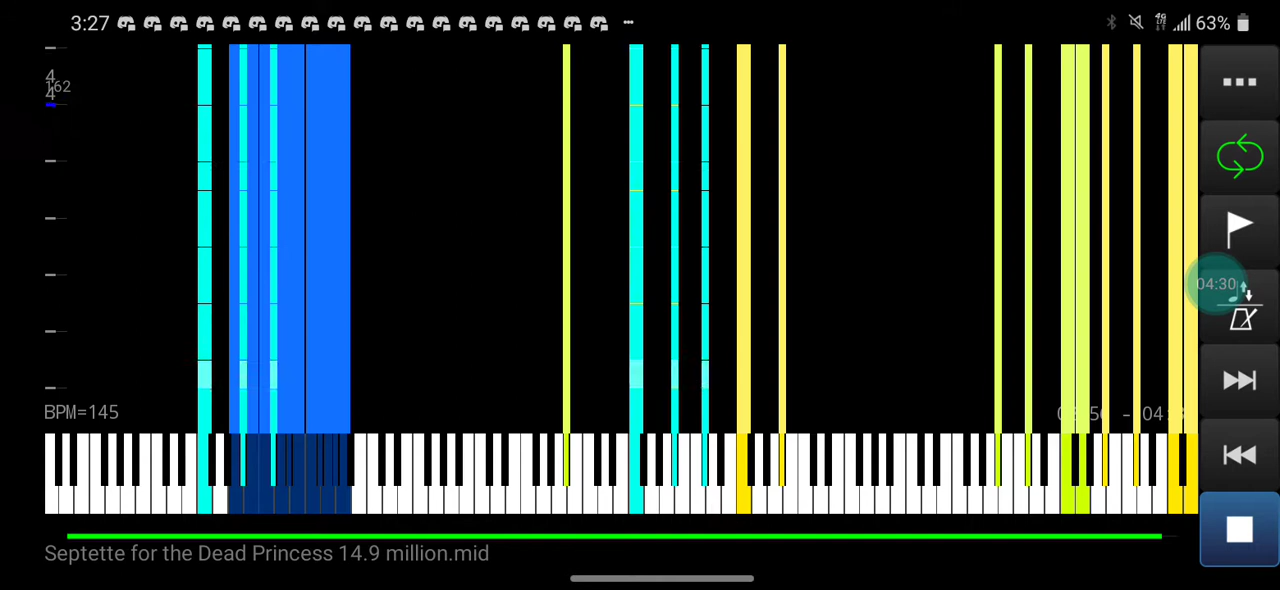 3:27
4G
63%
4
4
162
04:30
BPM=145
Septette for the Dead Princess 14.9 million.mid